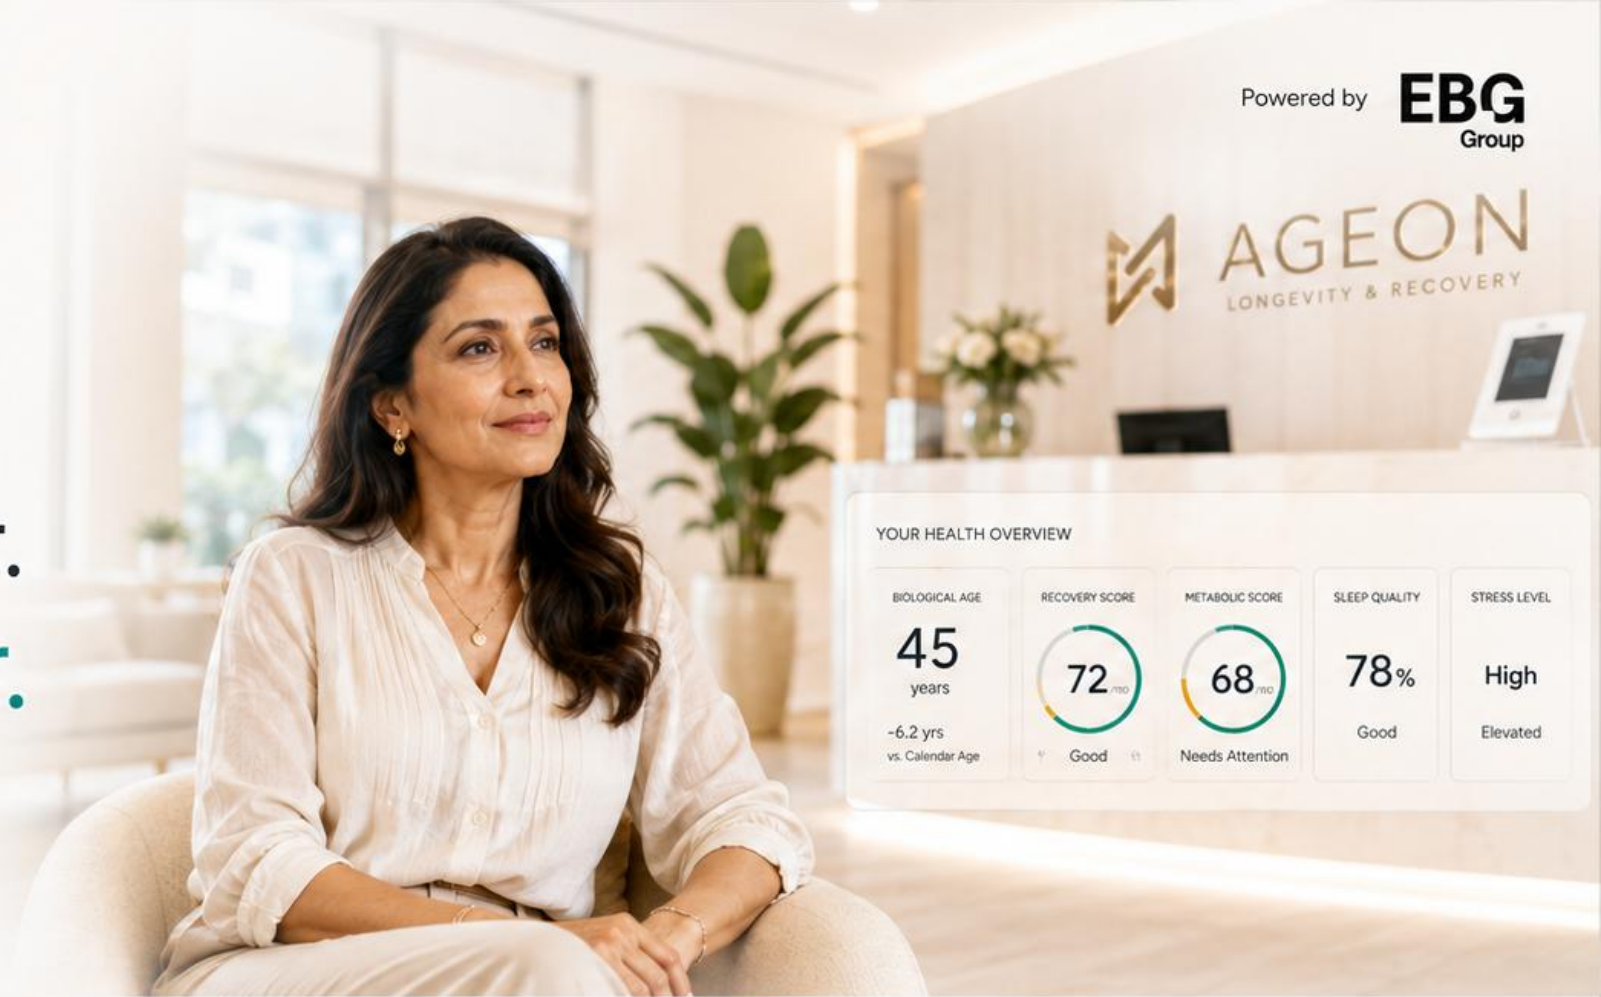 Powered by
EBG
Group
AGEON
LONGEVITY & RECOVERY
YOUR HEALTH OVERVIEW
BIOLOGICAL AGE
45
years
-6.2 yrs
vs. Calendar Age
RECOVERY SCORE
72
Good
METABOLIC SCORE
68
Needs Attention
SLEEP QUALITY
78%
Good
STRESS LEVEL
High
Elevated